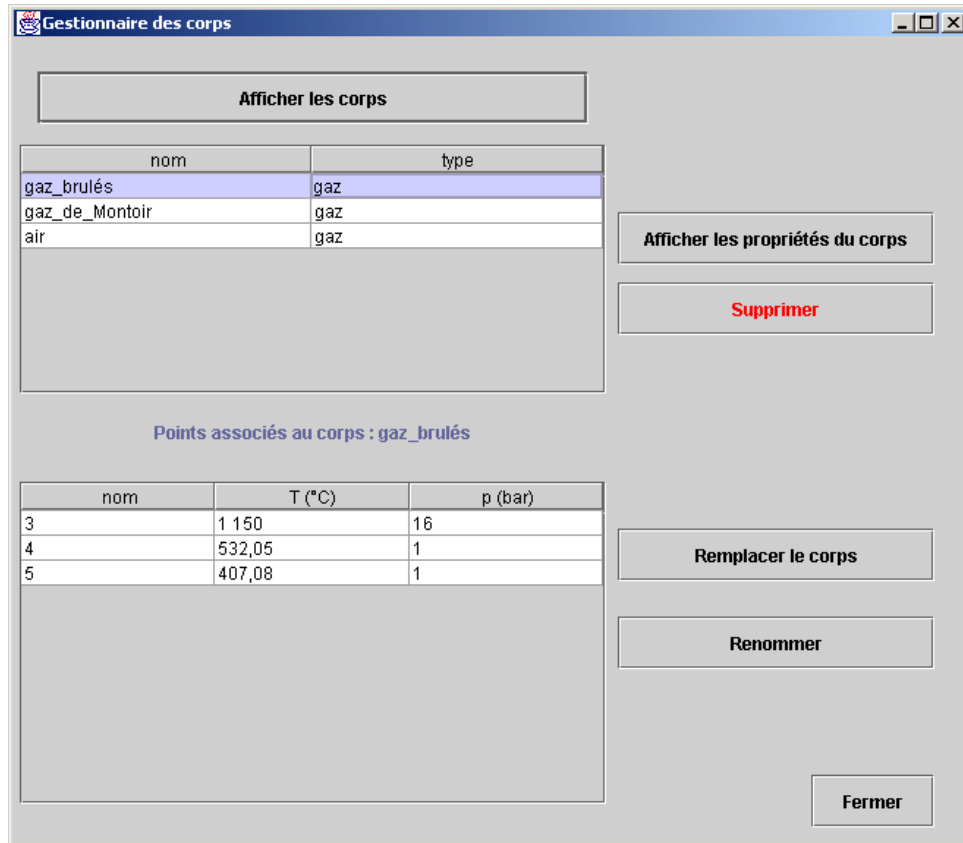 Gestionnaire des corps
Afficher les corps
nom type
gaz_brulés gaz
gaz_de_Montoir gaz
air gaz
Afficher les propriétés du corps
Supprimer
Points associés au corps : gaz_brulés
nom T (°C) p (bar)
3 1 150 16
4 532,05 1
5 407,08 1
Remplacer le corps
Renommer
Fermer